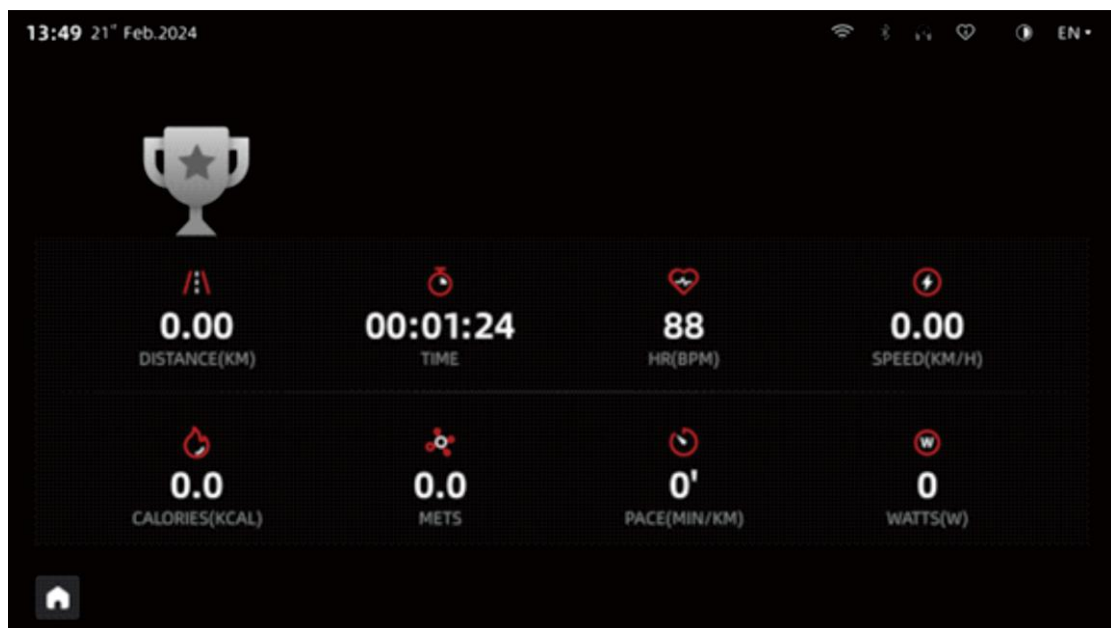 13:49 21st Feb.2024 EN
0.00 00:01:24 88 0.00
DISTANCE(KM) TIME HR(BPM) SPEED(KM/H)
0.0 0.0 0' 0
CALORIES(KCAL) METS PACE(MIN/KM) WATTS(W)
W